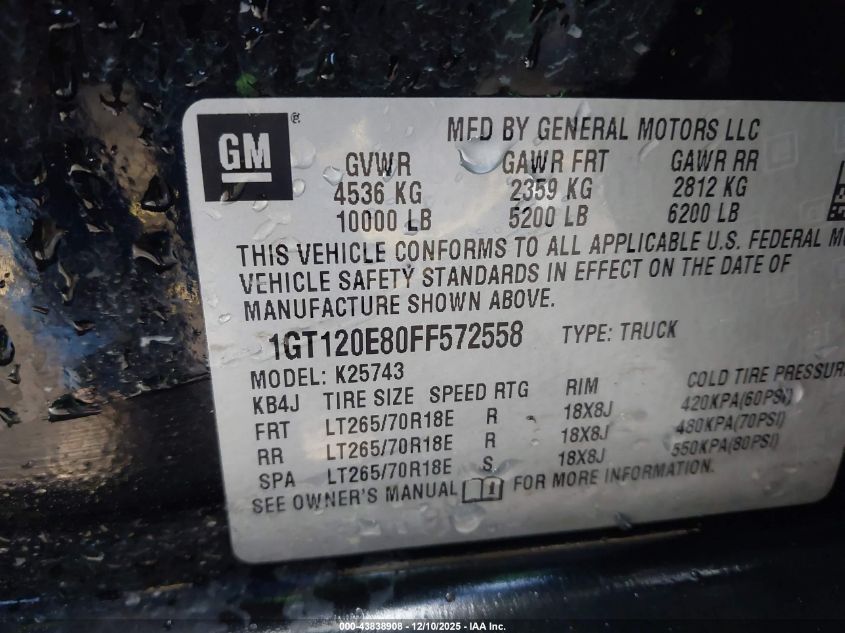 GM ®
MFD BY GENERAL MOTORS LLC
GVWR GAWR FRT GAWR RR
4536 KG 2359 KG 2812 KG
10000 LB 5200 LB 6200 LB
THIS VEHICLE CONFORMS TO ALL APPLICABLE U.S. FEDERAL
VEHICLE SAFETY STANDARDS IN EFFECT ON THE DATE OF
MANUFACTURE SHOWN ABOVE.
1GT120E80FF572558 TYPE: TRUCK
MODEL: K25743
KB4J TIRE SIZE SPEED RTG RIM COLD TIRE PRESSUR
FRT LT265/70R18E R 18X8J 420KPA(60PSI)
RR LT265/70R18E R 18X8J 480KPA(70PSI)
SPA LT265/70R18E S 18X8J 550KPA(80PSI)
SEE OWNER'S MANUAL FOR MORE INFORMATION.
000-43838908 - 12/10/2025 - IAA Inc.